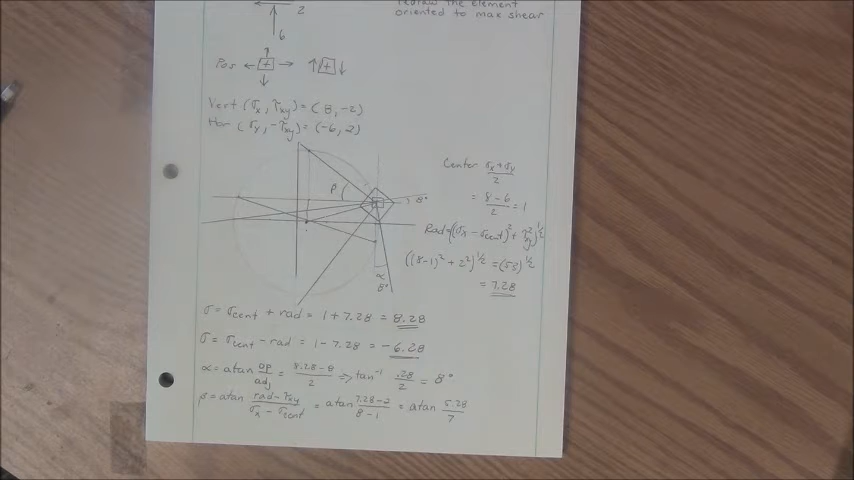 redraw the element
oriented to max shear
2
6
Pos ← + → ↑ + ↓
Vert (σx, τxy) = (8, -2)
Hor (σy, -τxy) = (-6, 2)
Center σx+σy / 2
= 8-6 / 2 = 1
β
8°
Rad = ((σx - σcent)² + τxy²)^1/2
((8-1)² + 2²)^1/2 = (53)^1/2
= 7.28
α
8°
σ = σcent + rad = 1 + 7.28 = 8.28
σ = σcent - rad = 1 - 7.28 = -6.28
α = atan op/adj = 8.28-8 / 2 ⇒ tan⁻¹ .28/2 = 8°
β = atan rad-τxy / σx - σcent = atan 7.28-2 / 8-1 = atan 5.28/7